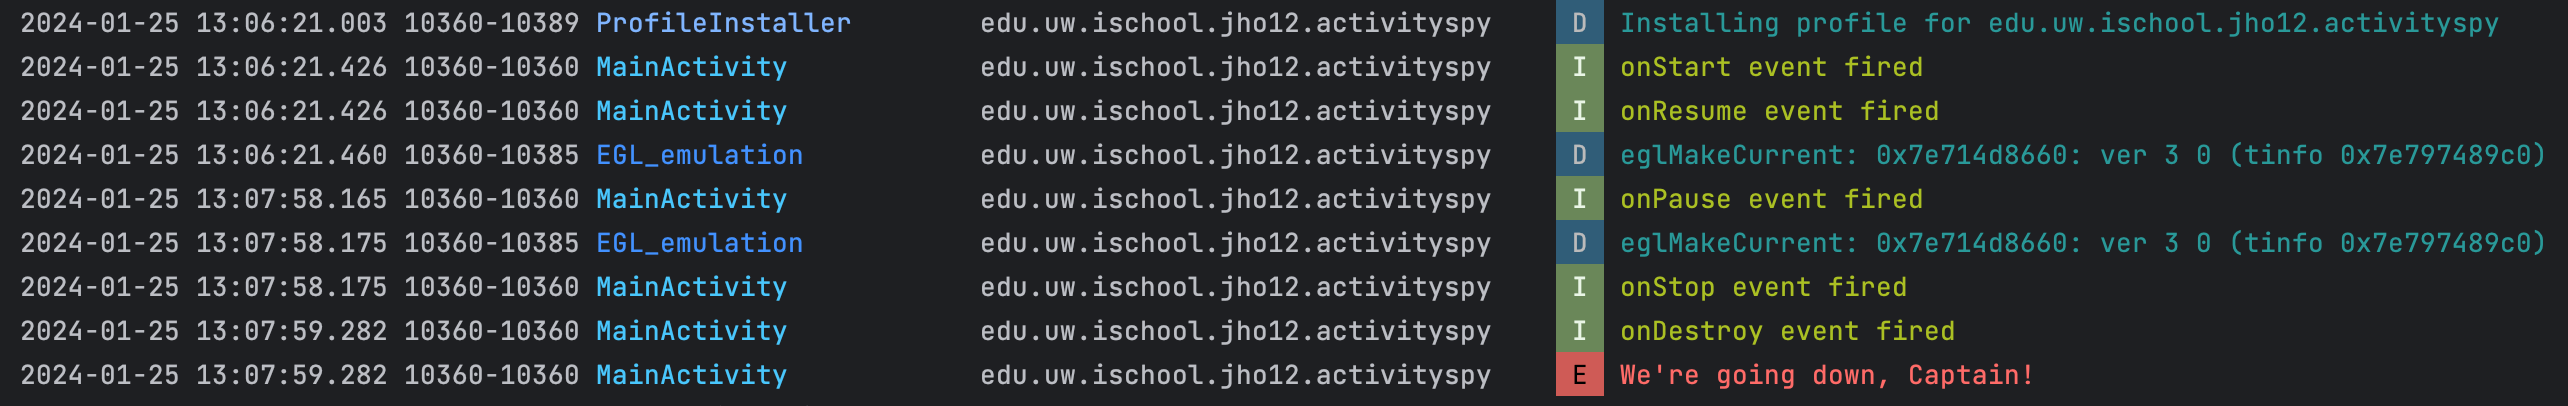 2024-01-25 13:06:21.003 10360-10389 ProfileInstaller edu.uw.ischool.jho12.activityspy D Installing profile for edu.uw.ischool.jho12.activityspy
2024-01-25 13:06:21.426 10360-10360 MainActivity edu.uw.ischool.jho12.activityspy I onStart event fired
2024-01-25 13:06:21.426 10360-10360 MainActivity edu.uw.ischool.jho12.activityspy I onResume event fired
2024-01-25 13:06:21.460 10360-10385 EGL_emulation edu.uw.ischool.jho12.activityspy D eglMakeCurrent: 0x7e714d8660: ver 3 0 (tinfo 0x7e797489c0)
2024-01-25 13:07:58.165 10360-10360 MainActivity edu.uw.ischool.jho12.activityspy I onPause event fired
2024-01-25 13:07:58.175 10360-10385 EGL_emulation edu.uw.ischool.jho12.activityspy D eglMakeCurrent: 0x7e714d8660: ver 3 0 (tinfo 0x7e797489c0)
2024-01-25 13:07:58.175 10360-10360 MainActivity edu.uw.ischool.jho12.activityspy I onStop event fired
2024-01-25 13:07:59.282 10360-10360 MainActivity edu.uw.ischool.jho12.activityspy I onDestroy event fired
2024-01-25 13:07:59.282 10360-10360 MainActivity edu.uw.ischool.jho12.activityspy E We're going down, Captain!